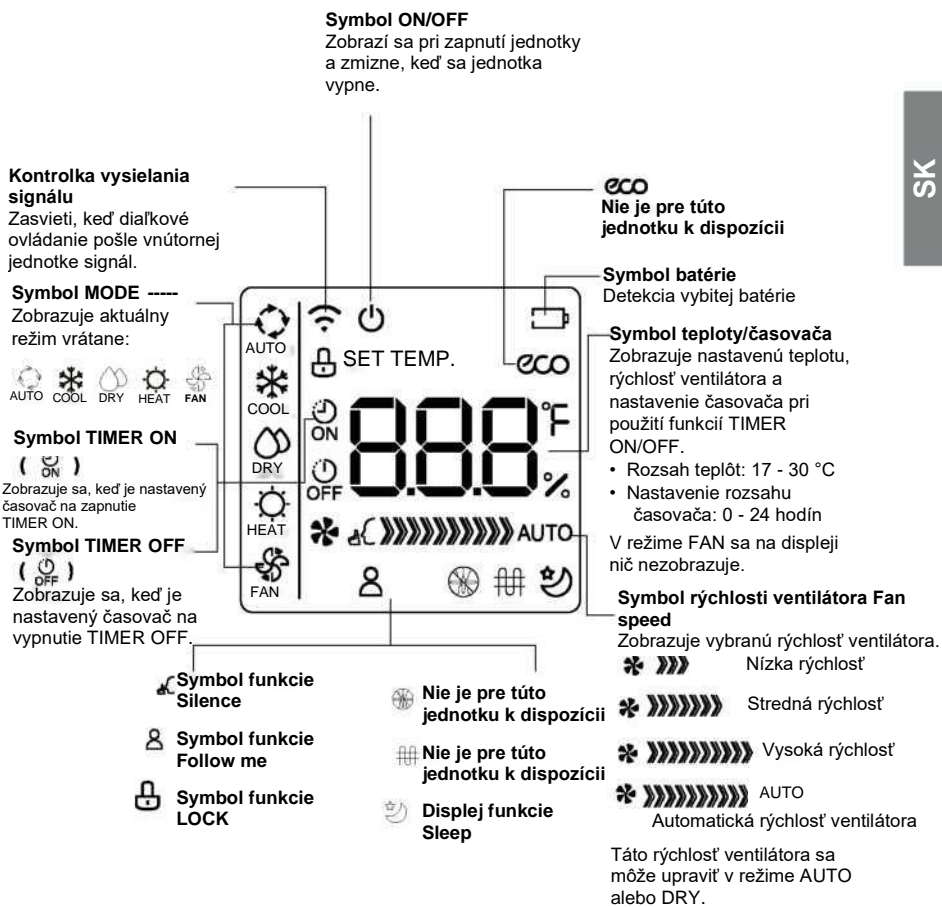 Symbol ON/OFF
Zobrazí sa pri zapnutí jednotky
a zmizne, keď sa jednotka
vypne.
SK
Kontrolka vysielania
signálu
Zasvieti, keď diaľkové
ovládanie pošle vnútornej
jednotke signál.
Symbol MODE -----
Zobrazuje aktuálny
režim vrátane:
AUTO COOL DRY HEAT FAN
Symbol TIMER ON
( ON )
Zobrazuje sa, keď je nastavený
časovač na zapnutie
TIMER ON.
Symbol TIMER OFF
( OFF )
Zobrazuje sa, keď je
nastavený časovač na
vypnutie TIMER OFF.
AUTO
COOL
DRY
HEAT
FAN
SET TEMP.
eco
ON
OFF
888
°F
%
AUTO
eco
Nie je pre túto
jednotku k dispozícii
Symbol batérie
Detekcia vybitej batérie
Symbol teploty/časovača
Zobrazuje nastavenú teplotu,
rýchlosť ventilátora a
nastavenie časovača pri
použití funkcií TIMER
ON/OFF.
• Rozsah teplôt: 17 - 30 °C
• Nastavenie rozsahu
časovača: 0 - 24 hodín
V režime FAN sa na displeji
nič nezobrazuje.
Symbol rýchlosti ventilátora Fan
speed
Zobrazuje vybranú rýchlosť ventilátora.
Nízka rýchlosť
Stredná rýchlosť
Vysoká rýchlosť
AUTO
Automatická rýchlosť ventilátora
Táto rýchlosť ventilátora sa
môže upraviť v režime AUTO
alebo DRY.
Symbol funkcie
Silence
Symbol funkcie
Follow me
Symbol funkcie
LOCK
Nie je pre túto
jednotku k dispozícii
Nie je pre túto
jednotku k dispozícii
Displej funkcie
Sleep